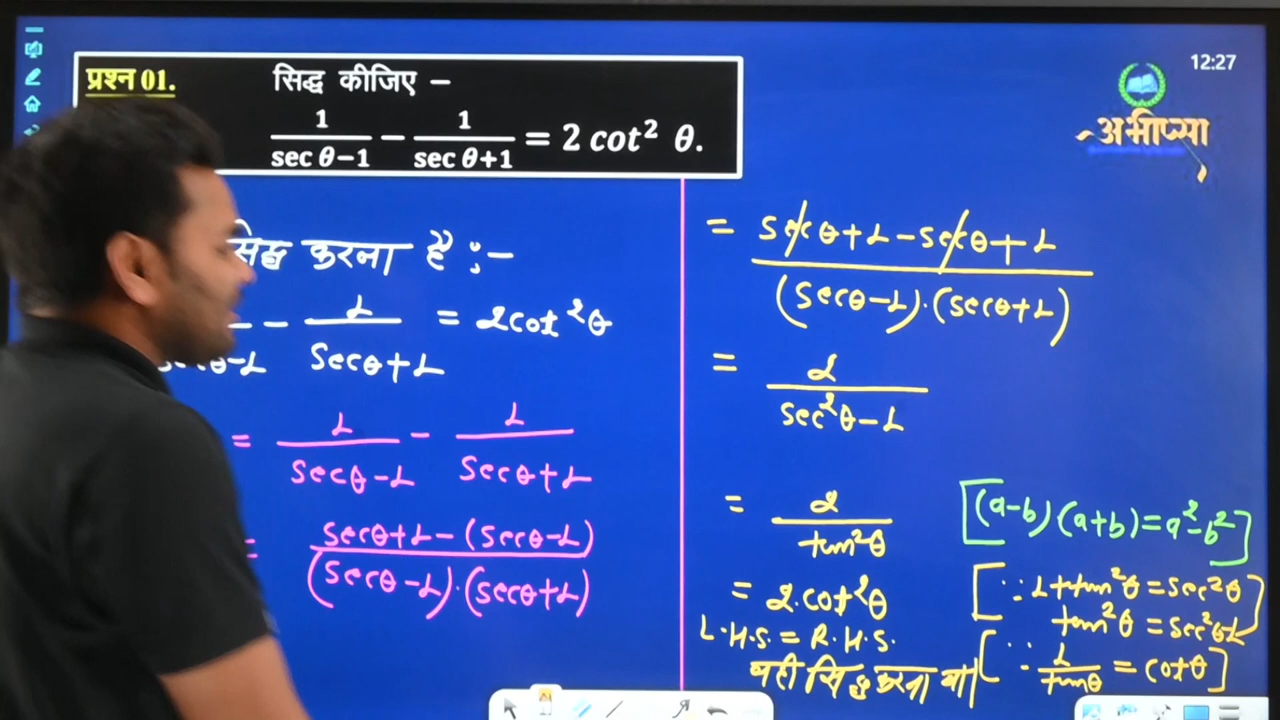 12:27
अभीप्सा
प्रश्न 01. सिद्ध कीजिए –
1/(sec θ−1) − 1/(sec θ+1) = 2 cot² θ.
सिद्ध करना है :-
− 1/(secθ+1) = 2cot²θ
= 1/(secθ-1) - 1/(secθ+1)
= (secθ+1-(secθ-1))/((secθ-1).(secθ+1))
= (secθ+1-secθ+1)/((secθ-1).(secθ+1))
= 2/(sec²θ-1)
= 2/tan²θ [(a-b)(a+b)=a²-b²]
= 2.cot²θ [∵ 1+tan²θ=sec²θ
tan²θ=sec²θ-1]
L.H.S. = R.H.S. [∵ 1/tanθ = cotθ]
यही सिद्ध करना था।